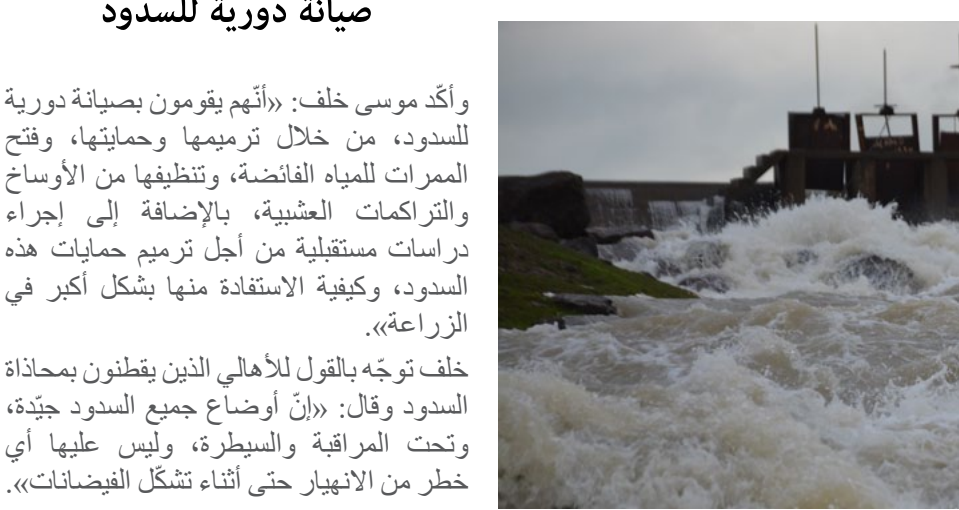 صيانة دورية للسدود
وأكّد موسى خلف: «أنّهم يقومون بصيانة دورية
للسدود، من خلال ترميمها وحمايتها، وفتح
الممرات للمياه الفائضة، وتنظيفها من الأوساخ
والتراكمات العشبية، بالإضافة إلى إجراء
دراسات مستقبلية من أجل ترميم حمايات هذه
السدود، وكيفية الاستفادة منها بشكل أكبر في
الزراعة».
خلف توجّه بالقول للأهالي الذين يقطنون بمحاذاة
السدود وقال: «إنّ أوضاع جميع السدود جيّدة،
وتحت المراقبة والسيطرة، وليس عليها أي
خطر من الانهيار حتى أثناء تشكّل الفيضانات».